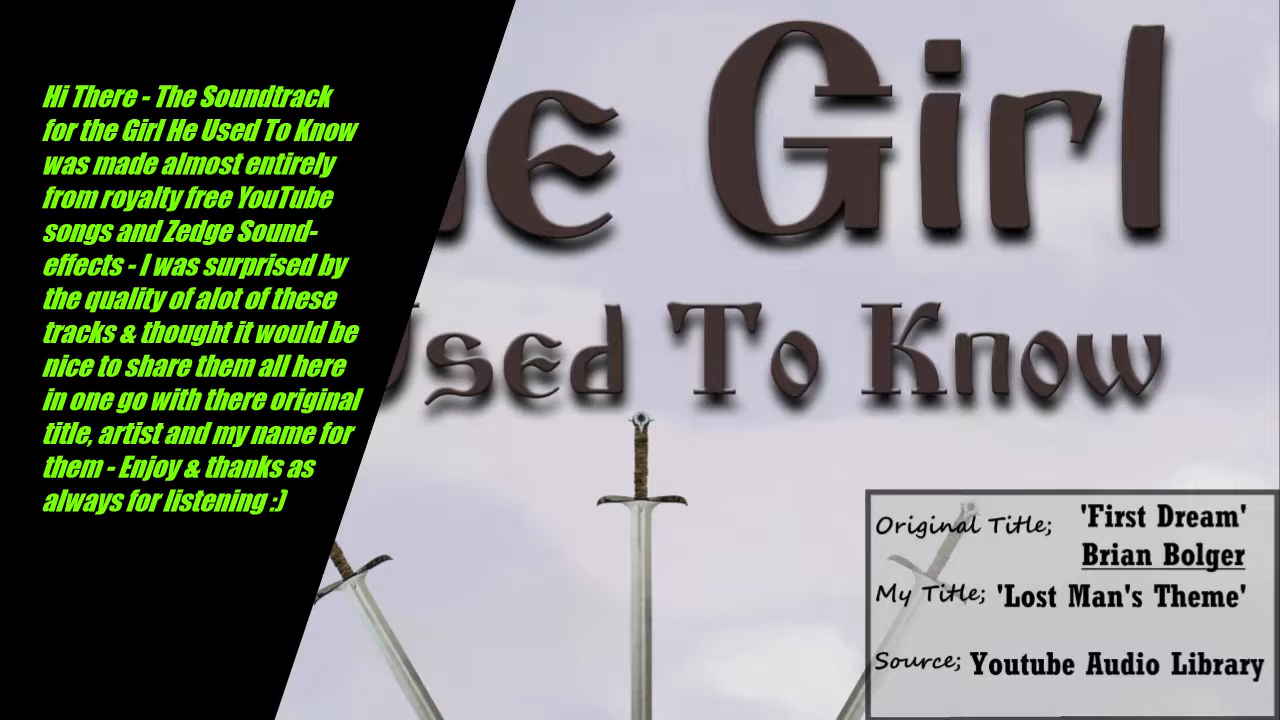 Hi There - The Soundtrack
for the Girl He Used To Know
was made almost entirely
from royalty free YouTube
songs and Zedge Sound-
effects - I was surprised by
the quality of alot of these
tracks & thought it would be
nice to share them all here
in one go with there original
title, artist and my name for
them - Enjoy & thanks as
always for listening :)
he Girl
Used To Know
Original Title; 'First Dream'
Brian Bolger
My Title; 'Lost Man's Theme'
Source; Youtube Audio Library